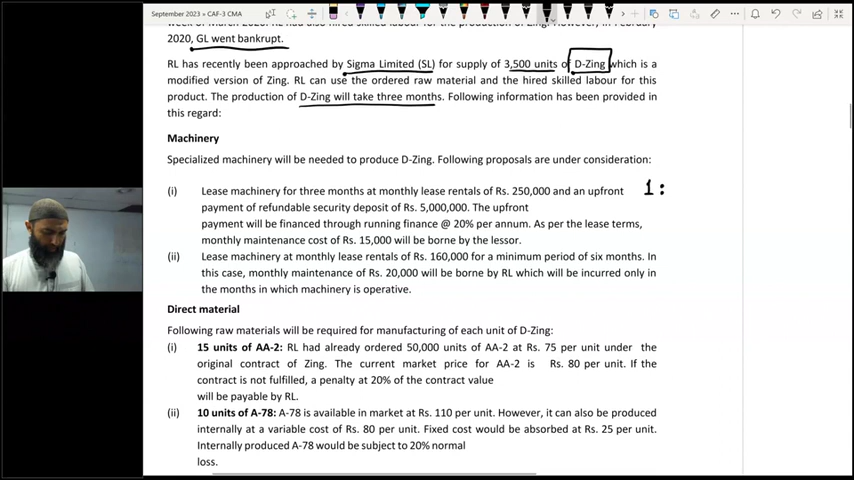 September 2023 » CAF-3 CMA
2020, GL went bankrupt.
RL has recently been approached by Sigma Limited (SL) for supply of 3,500 units of D-Zing which is a
modified version of Zing. RL can use the ordered raw material and the hired skilled labour for this
product. The production of D-Zing will take three months. Following information has been provided in
this regard:
Machinery
Specialized machinery will be needed to produce D-Zing. Following proposals are under consideration:
(i) Lease machinery for three months at monthly lease rentals of Rs. 250,000 and an upfront 1:
payment of refundable security deposit of Rs. 5,000,000. The upfront
payment will be financed through running finance @ 20% per annum. As per the lease terms,
monthly maintenance cost of Rs. 15,000 will be borne by the lessor.
(ii) Lease machinery at monthly lease rentals of Rs. 160,000 for a minimum period of six months. In
this case, monthly maintenance of Rs. 20,000 will be borne by RL which will be incurred only in
the months in which machinery is operative.
Direct material
Following raw materials will be required for manufacturing of each unit of D-Zing:
(i) 15 units of AA-2: RL had already ordered 50,000 units of AA-2 at Rs. 75 per unit under the
original contract of Zing. The current market price for AA-2 is Rs. 80 per unit. If the
contract is not fulfilled, a penalty at 20% of the contract value
will be payable by RL.
(ii) 10 units of A-78: A-78 is available in market at Rs. 110 per unit. However, it can also be produced
internally at a variable cost of Rs. 80 per unit. Fixed cost would be absorbed at Rs. 25 per unit.
Internally produced A-78 would be subject to 20% normal
loss.